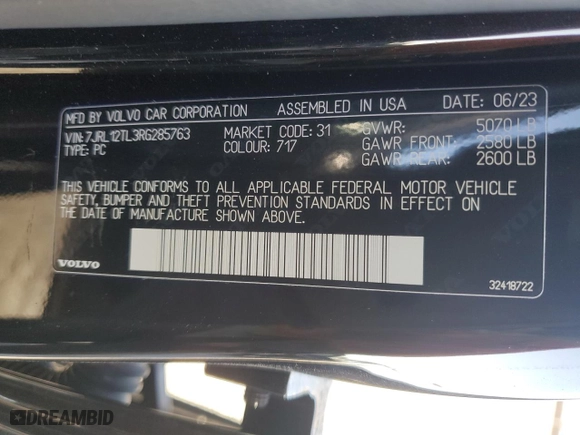 MFD BY VOLVO CAR CORPORATION ASSEMBLED IN USA DATE: 06/23
VIN:7JRL12TL3RG285763 MARKET CODE: 31 GVWR: 5070 LB
TYPE: PC COLOUR: 717 GAWR FRONT: 2580 LB
GAWR REAR: 2600 LB
THIS VEHICLE CONFORMS TO ALL APPLICABLE FEDERAL MOTOR VEHICLE
SAFETY, BUMPER AND THEFT PREVENTION STANDARDS IN EFFECT ON
THE DATE OF MANUFACTURE SHOWN ABOVE.
VOLVO 32418722
DREAMBID